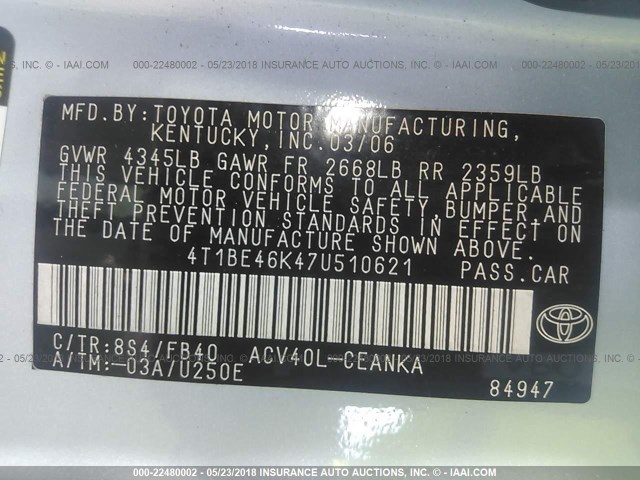 000-22480002 - 05/23/2018 INSURANCE AUTO AUCTIONS, INC. - IAAI.COM
MFD.BY:TOYOTA MOTOR MANUFACTURING,
KENTUCKY,INC.03/06
GVWR 4345LB GAWR FR 2668LB RR 2359LB
THIS VEHICLE CONFORMS TO ALL APPLICABLE
FEDERAL MOTOR VEHICLE SAFETY,BUMPER,AND
THEFT PREVENTION STANDARDS IN EFFECT ON
THE DATE OF MANUFACTURE SHOWN ABOVE.
4T1BE46K47U510621 PASS.CAR
C/TR:8S4/FB40 ACV40L-CEANKA
A/TM:-03A/U250E
84947
000-22480002 - 05/23/2018 INSURANCE AUTO AUCTIONS, INC.
- IAAI.COM